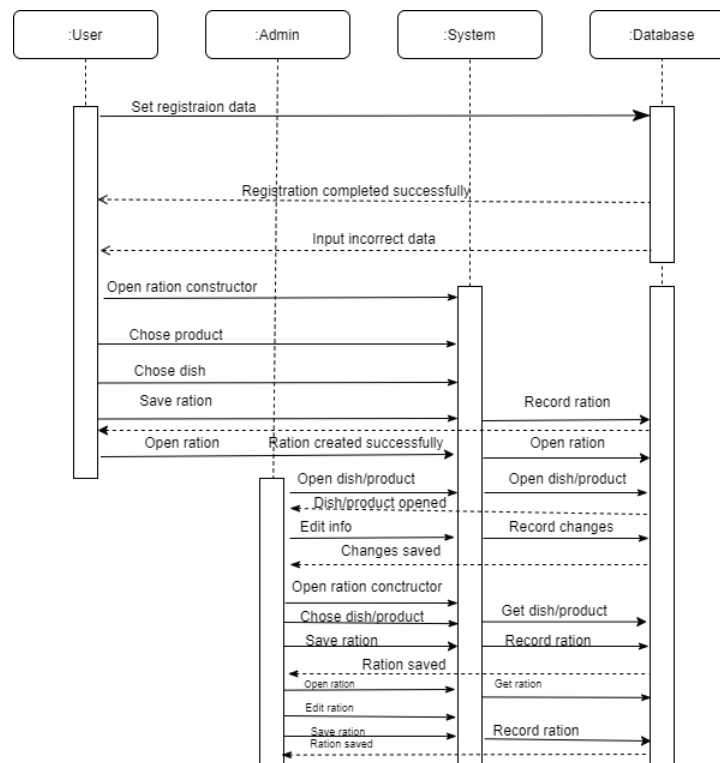 :User
:Admin
:System
:Database
Set registraion data
Registration completed successfully
Input incorrect data
Open ration constructor
Chose product
Chose dish
Save ration
Record ration
Open ration
Ration created successfully
Open ration
Open dish/product
Open dish/product
Dish/product opened
Edit info
Record changes
Changes saved
Open ration conctructor
Chose dish/product
Get dish/product
Save ration
Record ration
Ration saved
Open ration
Get ration
Edit ration
Save ration
Record ration
Ration saved